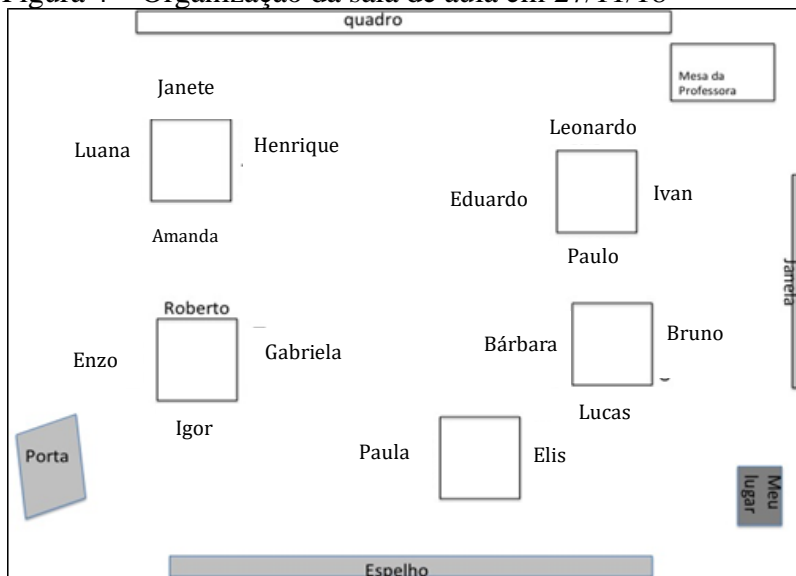 Figura 4 – Organização da sala de aula em 27/11/18
quadro
Mesa da
Professora
Janete
Luana
Henrique
Amanda
Leonardo
Eduardo
Ivan
Paulo
Janela
Roberto
Enzo
Gabriela
Igor
Bárbara
Bruno
Lucas
Porta
Paula
Elis
Meu
lugar
Espelho